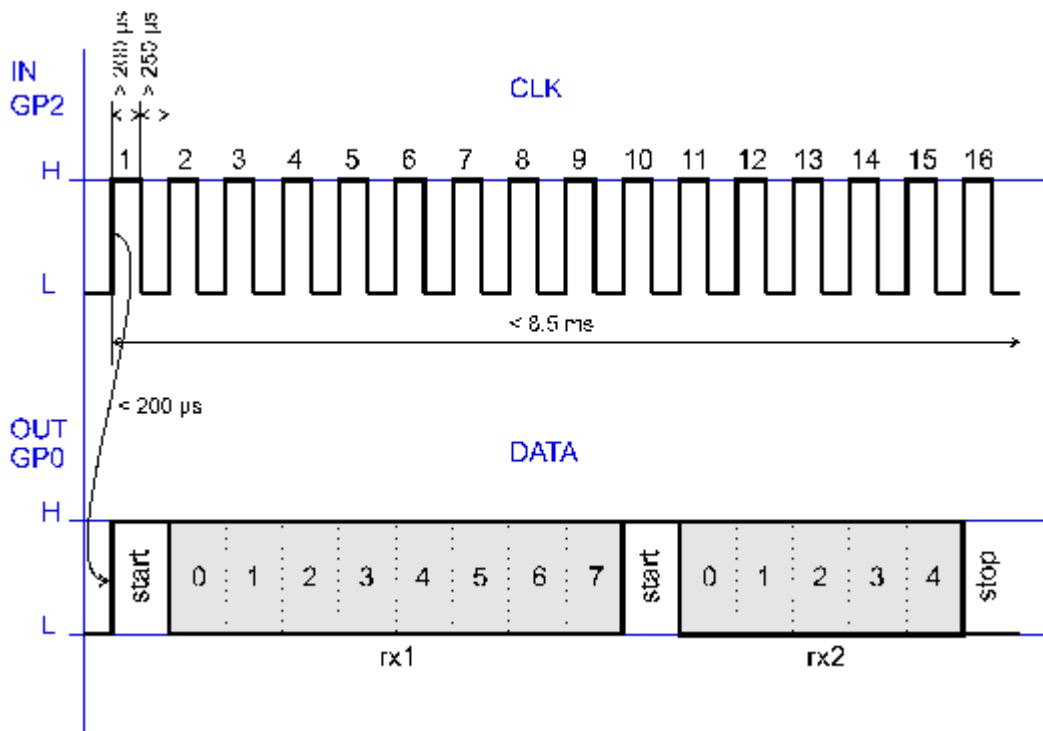 > 200 µs
> 250 µs
IN
GP2
CLK
1 2 3 4 5 6 7 8 9 10 11 12 13 14 15 16
H
L
< 8.5 ms
< 200 µs
OUT
GP0
DATA
H
start 0 1 2 3 4 5 6 7 start 0 1 2 3 4 stop
L
rx1 rx2